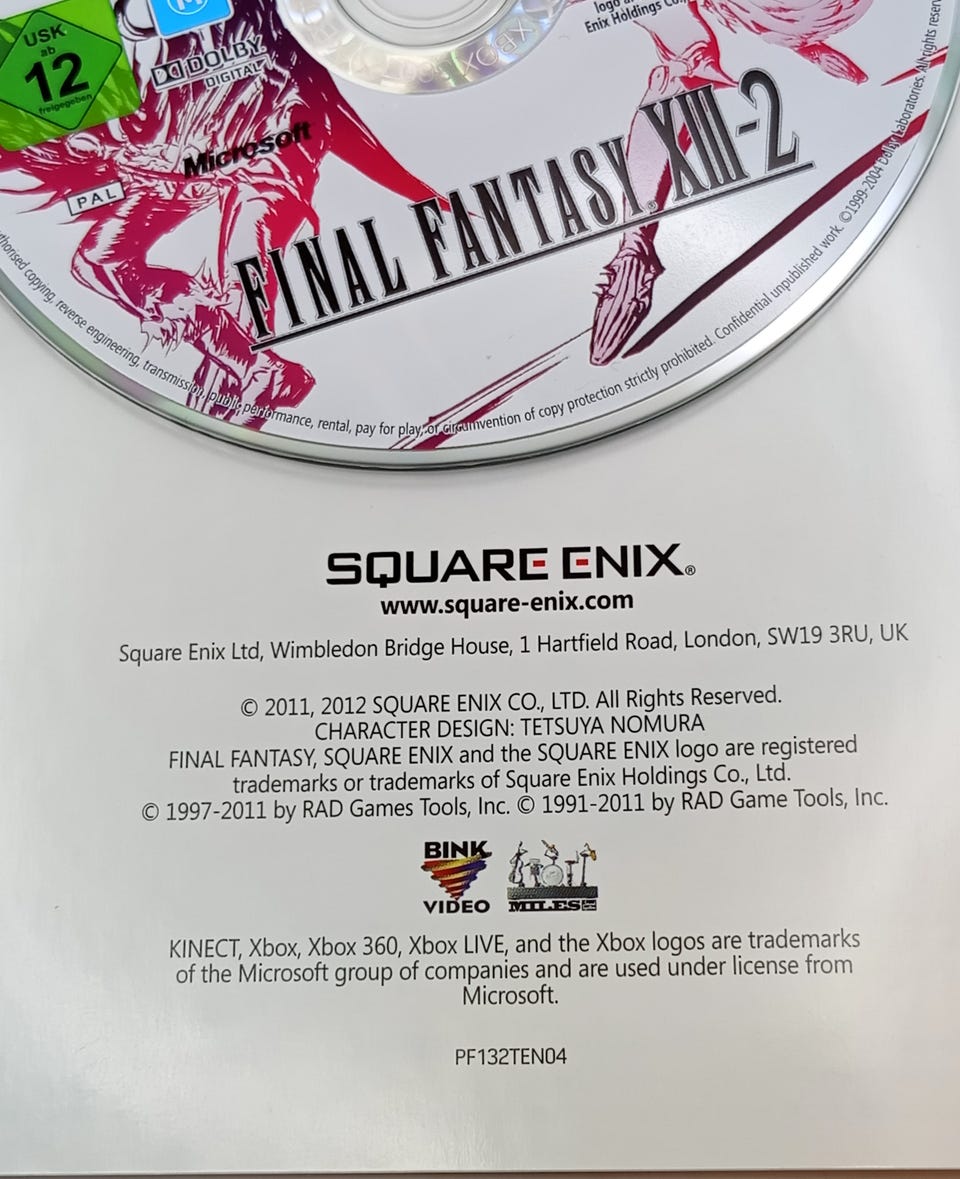 logo a
Enix Holdings Co.,
USK
ab
12
freigegeben
M
DOLBY
DIGITAL
XBOX
Microsoft
PAL
FINAL FANTASY® XIII-2
thorised copying, reverse engineering, transmission, public performance, rental, pay for play, or circumvention of copy protection strictly prohibited. Confidential unpublished work. ©1999-2004 Dolby Laboratories. All rights reser
SQUARE ENIX®
www.square-enix.com
Square Enix Ltd, Wimbledon Bridge House, 1 Hartfield Road, London, SW19 3RU, UK
© 2011, 2012 SQUARE ENIX CO., LTD. All Rights Reserved.
CHARACTER DESIGN: TETSUYA NOMURA
FINAL FANTASY, SQUARE ENIX and the SQUARE ENIX logo are registered
trademarks or trademarks of Square Enix Holdings Co., Ltd.
© 1997-2011 by RAD Games Tools, Inc. © 1991-2011 by RAD Game Tools, Inc.
BINK
VIDEO
MILES
KINECT, Xbox, Xbox 360, Xbox LIVE, and the Xbox logos are trademarks
of the Microsoft group of companies and are used under license from
Microsoft.
PF132TEN04